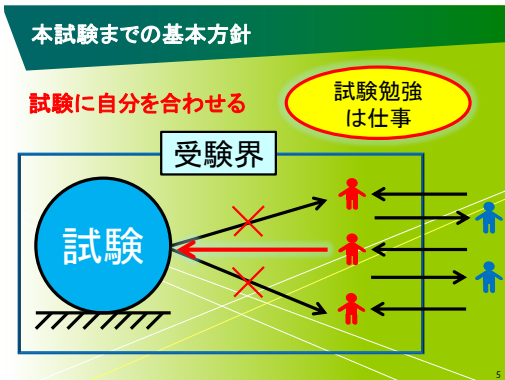 本試験までの基本方針
試験に自分を合わせる
試験勉強
は仕事
受験界
試験
5